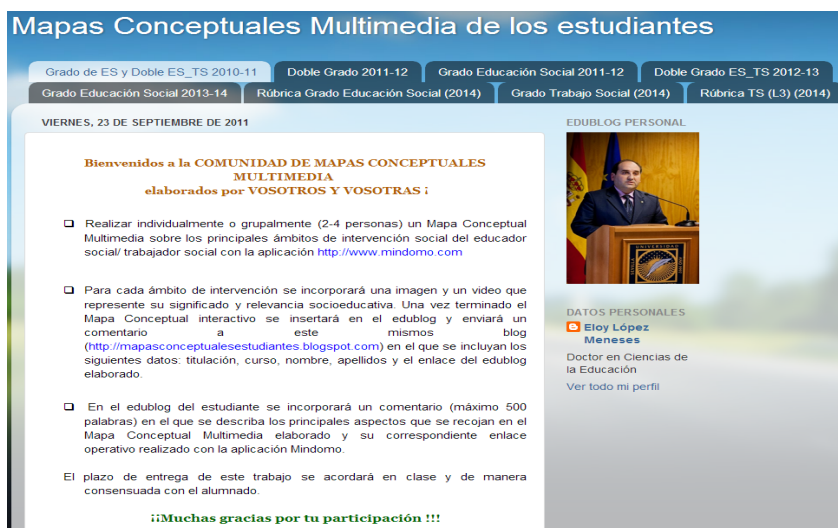 Mapas Conceptuales Multimedia de los estudiantes
Grado de ES y Doble ES_TS 2010-11 Doble Grado 2011-12 Grado Educación Social 2011-12 Doble Grado ES_TS 2012-13
Grado Educación Social 2013-14 Rúbrica Grado Educación Social (2014) Grado Trabajo Social (2014) Rúbrica TS (L3) (2014)
VIERNES, 23 DE SEPTIEMBRE DE 2011
Bienvenidos a la COMUNIDAD DE MAPAS CONCEPTUALES
MULTIMEDIA
elaborados por VOSOTROS Y VOSOTRAS ¡
Realizar individualmente o grupalmente (2-4 personas) un Mapa Conceptual
Multimedia sobre los principales ámbitos de intervención social del educador
social/ trabajador social con la aplicación http://www.mindomo.com
Para cada ámbito de intervención se incorporará una imagen y un video que
represente su significado y relevancia socioeducativa. Una vez terminado el
Mapa Conceptual interactivo se insertará en el edublog y enviará un
comentario a este mismos blog
(http://mapasconceptualesestudiantes.blogspot.com) en el que se incluyan los
siguientes datos: titulación, curso, nombre, apellidos y el enlace del edublog
elaborado.
En el edublog del estudiante se incorporará un comentario (máximo 500
palabras) en el que se describa los principales aspectos que se recojan en el
Mapa Conceptual Multimedia elaborado y su correspondiente enlace
operativo realizado con la aplicación Mindomo.
El plazo de entrega de este trabajo se acordará en clase y de manera
consensuada con el alumnado.
¡¡Muchas gracias por tu participación !!!
EDUBLOG PERSONAL
UNIVERSIDAD
DATOS PERSONALES
Eloy López
Meneses
Doctor en Ciencias de
la Educación
Ver todo mi perfil